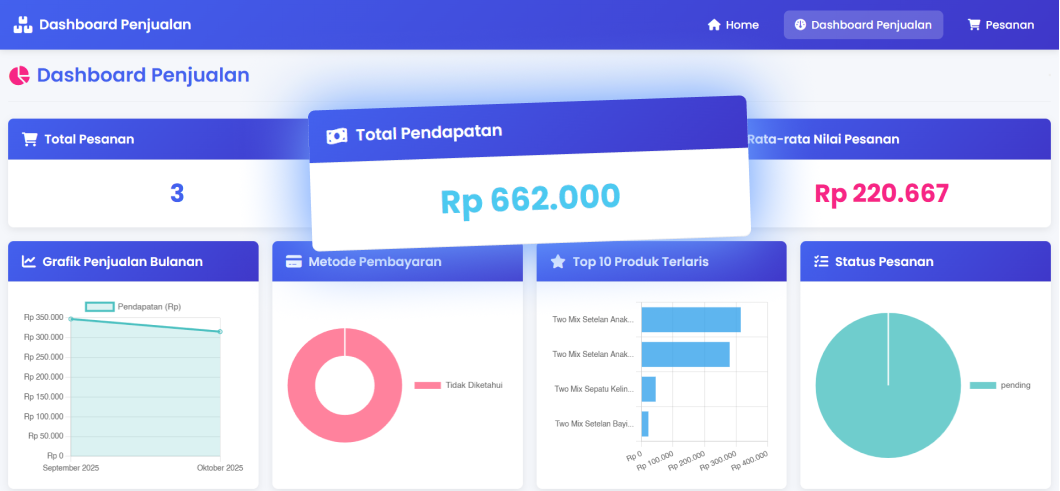 Dashboard Penjualan
Home
Dashboard Penjualan
Pesanan
Dashboard Penjualan
Total Pesanan
3
Total Pendapatan
Rp 662.000
Rata-rata Nilai Pesanan
Rp 220.667
Grafik Penjualan Bulanan
Pendapatan (Rp)
Rp 350.000
Rp 300.000
Rp 250.000
Rp 200.000
Rp 150.000
Rp 100.000
Rp 50.000
Rp 0
September 2025
Oktober 2025
Metode Pembayaran
Tidak Diketahui
Top 10 Produk Terlaris
Two Mix Setelan Anak...
Two Mix Setelan Anak...
Two Mix Sepatu Kelin...
Two Mix Setelan Bayi...
Rp 0
Rp 100.000
Rp 200.000
Rp 300.000
Rp 400.000
Status Pesanan
pending